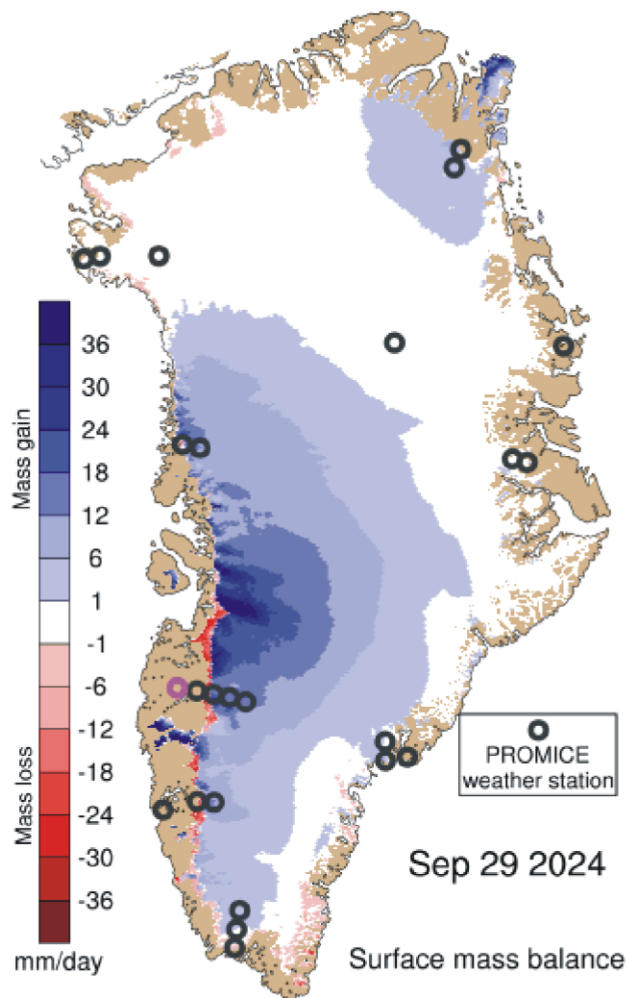 Mass gain
Mass loss
36
30
24
18
12
6
1
-1
-6
-12
-18
-24
-30
-36
mm/day
PROMICE
weather station
Sep 29 2024
Surface mass balance